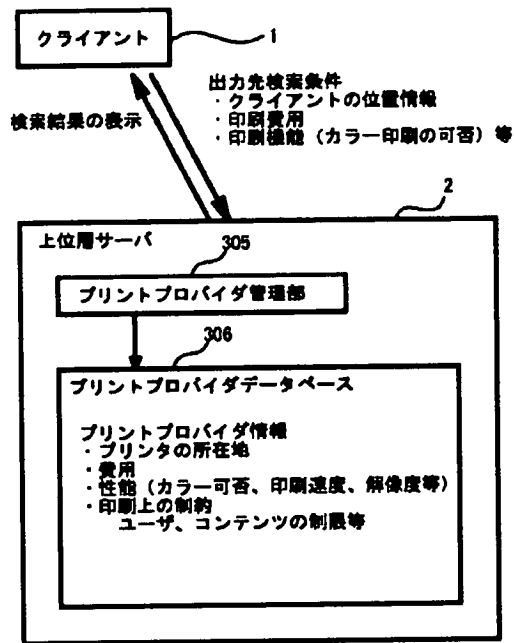 クライアント
1
出力先検索条件
・クライアントの位置情報
・印刷費用
・印刷機能(カラー印刷の可否)等
検索結果の表示
2
上位層サーバ
305
プリントプロバイダ管理部
306
プリントプロバイダデータベース
プリントプロバイダ情報
・プリンタの所在地
・費用
・性能(カラー可否、印刷速度、解像度等)
・印刷上の制約
ユーザ、コンテンツの制限等